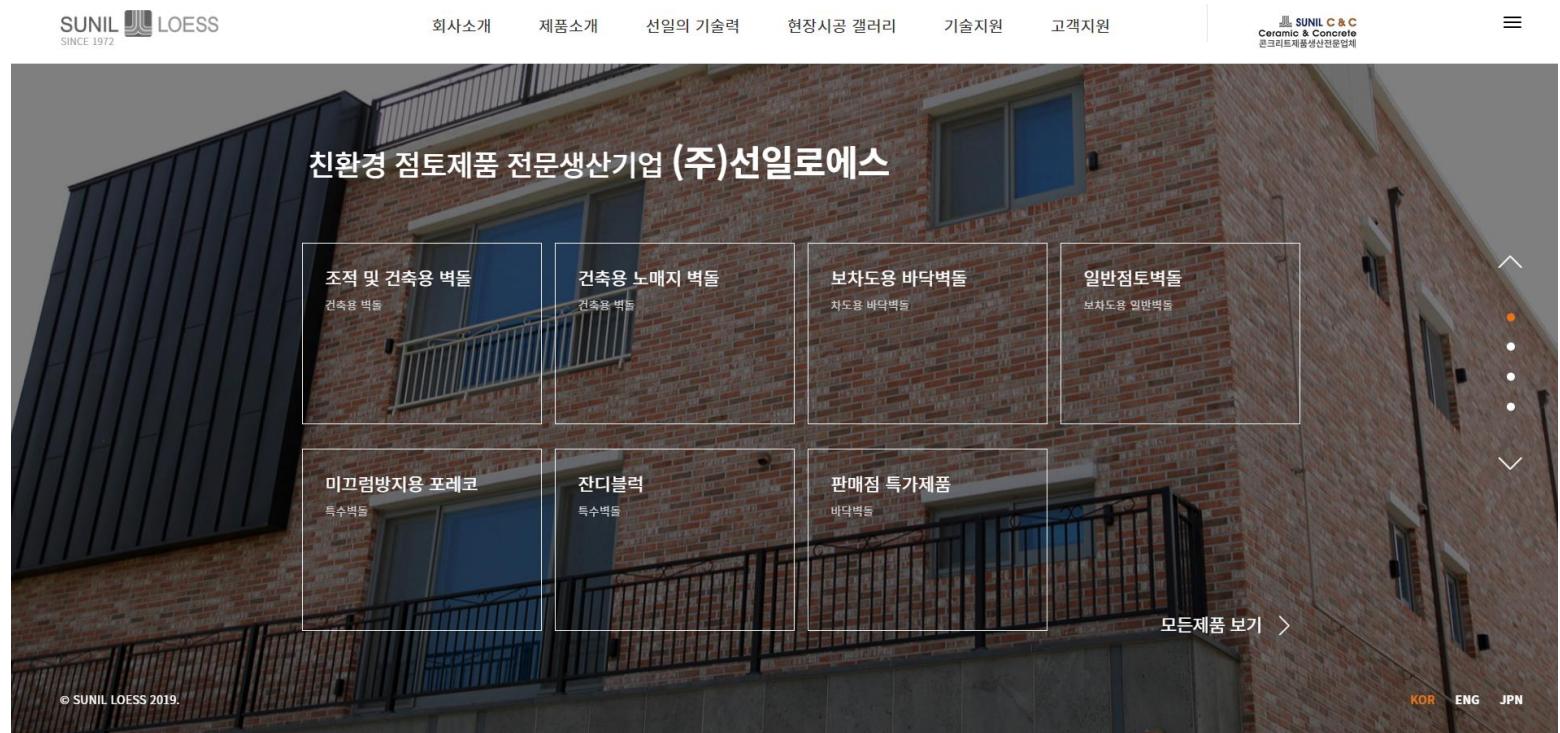 SUNIL LOESS
SINCE 1972
회사소개 제품소개 선일의 기술력 현장시공 갤러리 기술지원 고객지원
SUNIL C & C
Ceramic & Concrete
콘크리트제품생산전문업체
친환경 점토제품 전문생산기업 (주)선일로에스
조적 및 건축용 벽돌
건축용 벽돌
건축용 노매지 벽돌
건축용 벽돌
보차도용 바닥벽돌
차도용 바닥벽돌
일반점토벽돌
보차도용 일반벽돌
미끄럼방지용 포레코
특수벽돌
잔디블럭
특수벽돌
판매점 특가제품
바닥벽돌
모든제품 보기
© SUNIL LOESS 2019.
KOR ENG JPN